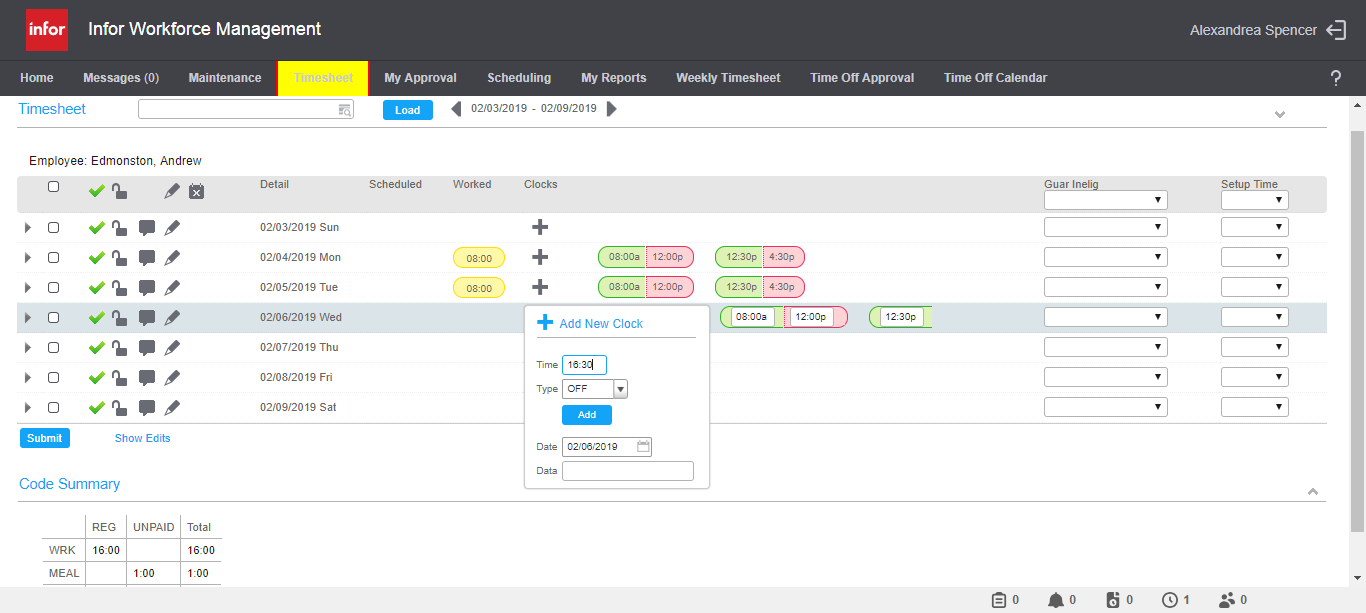 infor Infor Workforce Management Alexandrea Spencer
Home Messages (0) Maintenance Timesheet My Approval Scheduling My Reports Weekly Timesheet Time Off Approval Time Off Calendar ?
Timesheet Load 02/03/2019 - 02/09/2019
Employee: Edmonston, Andrew
Detail Scheduled Worked Clocks Guar Inelig Setup Time
02/03/2019 Sun
02/04/2019 Mon 08:00 08:00a 12:00p 12:30p 4:30p
02/05/2019 Tue 08:00 08:00a 12:00p 12:30p 4:30p
02/06/2019 Wed 08:00a 12:00p 12:30p
Add New Clock
02/07/2019 Thu
Time 16:30
02/08/2019 Fri
Type OFF
02/09/2019 Sat
Add
Submit Show Edits
Date 02/06/2019
Data
Code Summary
REG UNPAID Total
WRK 16:00 16:00
MEAL 1:00 1:00
0 0 0 1 0